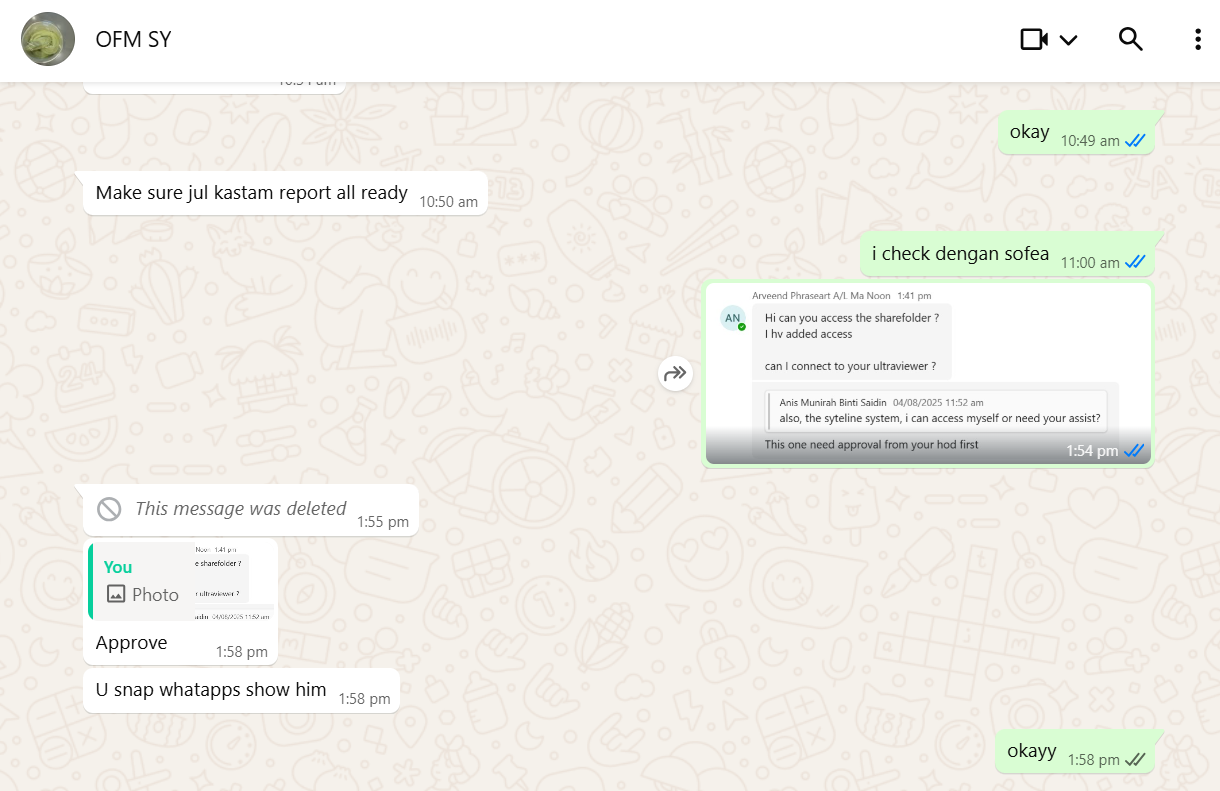 OFM SY
okay 10:49 am
Make sure jul kastam report all ready 10:50 am
i check dengan sofea 11:00 am
Arveend Phraseart A/l. Ma Noon 1:41 pm
AN
Hi can you access the sharefolder ?
I hv added access
can I connect to your ultraviewer ?
Anis Munirah Binti Saidin 04/08/2025 11:52 am
also, the syteline system, i can access myself or need your assist?
This one need approval from your hod first
1:54 pm
This message was deleted 1:55 pm
You
Photo
Noon 1:41 pm
e sharefolder ?
r ultraviewer ?
aidin 04/08/2025 11:52 am
Approve 1:58 pm
U snap whatapps show him 1:58 pm
okayy 1:58 pm